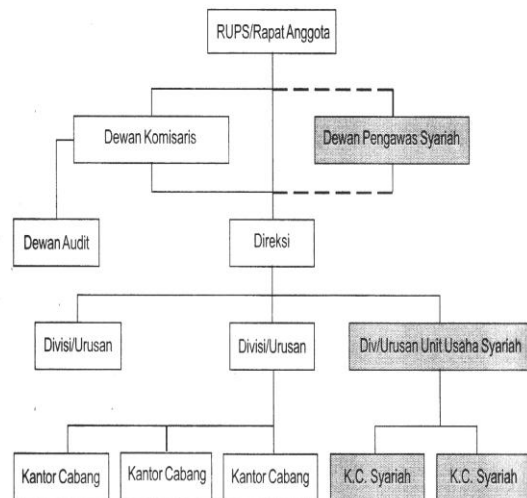 RUPS/Rapat Anggota
Dewan Komisaris
Dewan Pengawas Syariah
Dewan Audit
Direksi
Divisi/Urusan
Divisi/Urusan
Div/Urusan Unit Usaha Syariah
Kantor Cabang
Kantor Cabang
Kantor Cabang
K.C. Syariah
K.C. Syariah